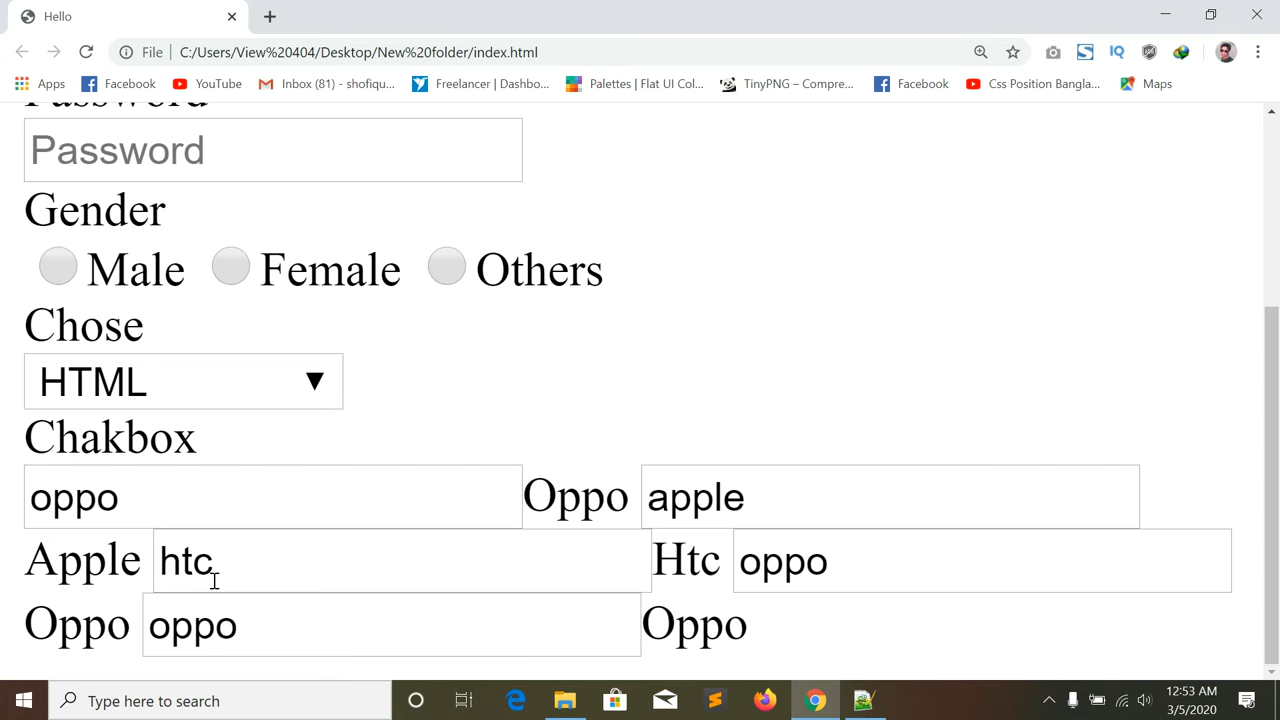 Hello
File | C:/Users/View%20404/Desktop/New%20folder/index.html
Apps Facebook YouTube Inbox (81) - shofiqu... Freelancer | Dashbo... Palettes | Flat UI Col... TinyPNG – Compre... Facebook Css Position Bangla... Maps
Password
Password
Gender
Male Female Others
Chose
HTML
Chakbox
oppo Oppo apple
Apple htc Htc oppo
Oppo oppo Oppo
Type here to search
12:53 AM
3/5/2020